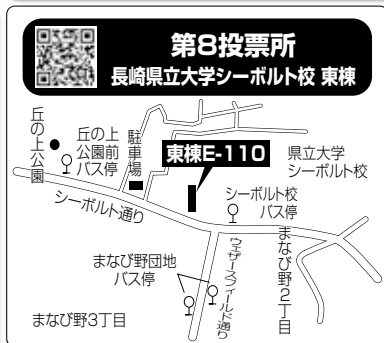 第8投票所
長崎県立大学シーボルト校 東棟
丘の上公園
丘の上
公園前
バス停
駐車場
東棟E-110
県立大学
シーボルト校
シーボルト通り
シーボルト校
バス停
まなび野団地
バス停
ウェザースフィールド通り
まなび野2丁目
まなび野3丁目